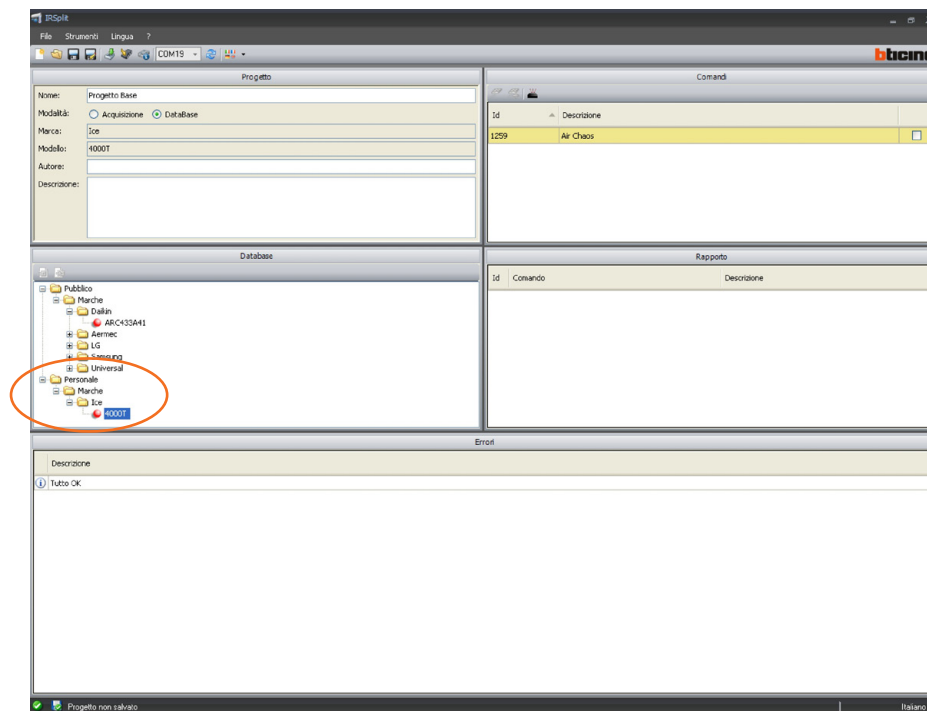 IRSplit
File Strumenti Lingua ?
COM19
bticino
Progetto
Nome: Progetto Base
Modalitá: Acquisizione DataBase
Marca: Ice
Modello: 4000T
Autore:
Descrizione:
Comandi
Id Descrizione
1259 Air Chaos
Database
Pubblico
Marche
Daikin
ARC433A41
Aermec
LG
Samsung
Universal
Personale
Marche
Ice
4000T
Rapporto
Id Comando Descrizione
Errori
Descrizione
Tutto OK
Progetto non salvato
Italiano